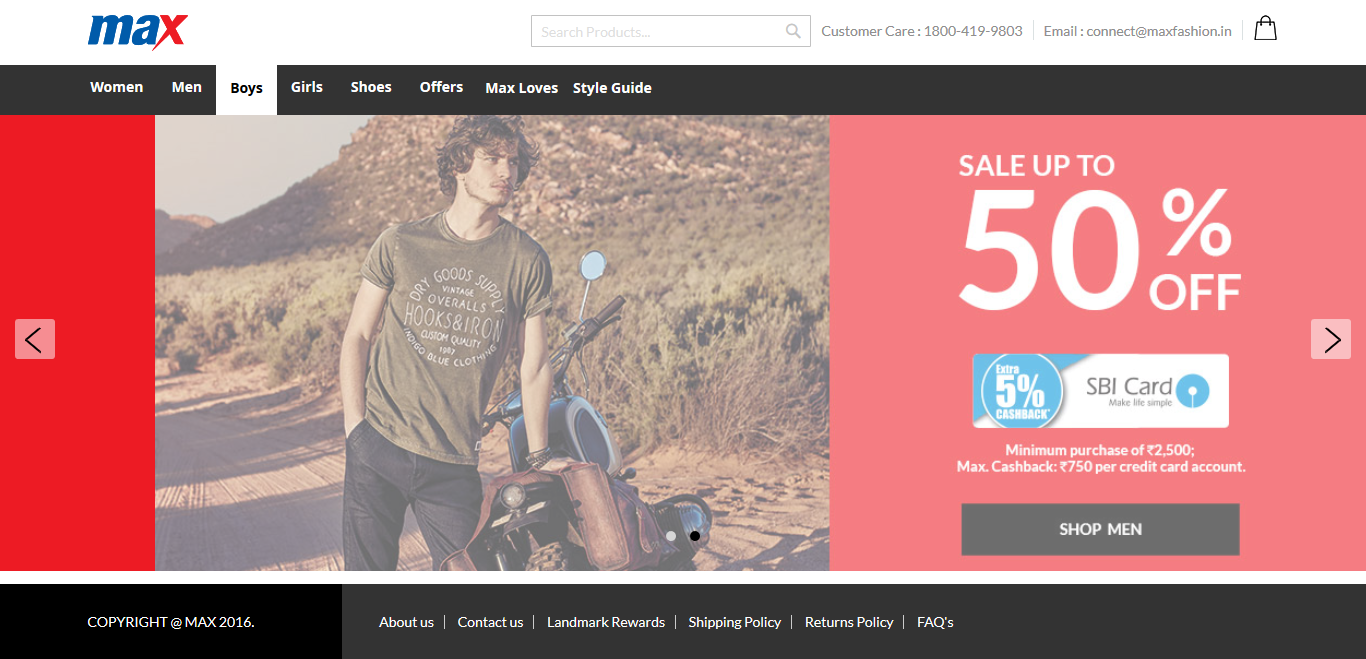 max
Search Products...
Customer Care : 1800-419-9803
Email : connect@maxfashion.in
Women Men Boys Girls Shoes Offers Max Loves Style Guide
SALE UP TO
50%
OFF
DRY GOODS SUPPLY
VINTAGE
OVERALLS
HOOKS&IRON
CUSTOM QUALITY
1967
INDIGO BLUE CLOTHING
Extra
5%
CASHBACK*
SBI Card
Make life simple
Minimum purchase of ₹2,500;
Max. Cashback: ₹750 per credit card account.
SHOP MEN
COPYRIGHT @ MAX 2016.
About us | Contact us | Landmark Rewards | Shipping Policy | Returns Policy | FAQ's